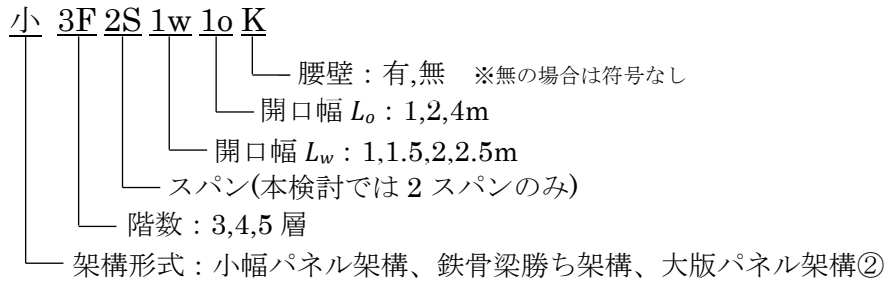 小 3F 2S 1w 1o K
腰壁：有,無　※無の場合は符号なし
開口幅 Lo：1,2,4m
開口幅 Lw：1,1.5,2,2.5m
スパン(本検討では 2 スパンのみ)
階数：3,4,5 層
架構形式：小幅パネル架構、鉄骨梁勝ち架構、大版パネル架構②